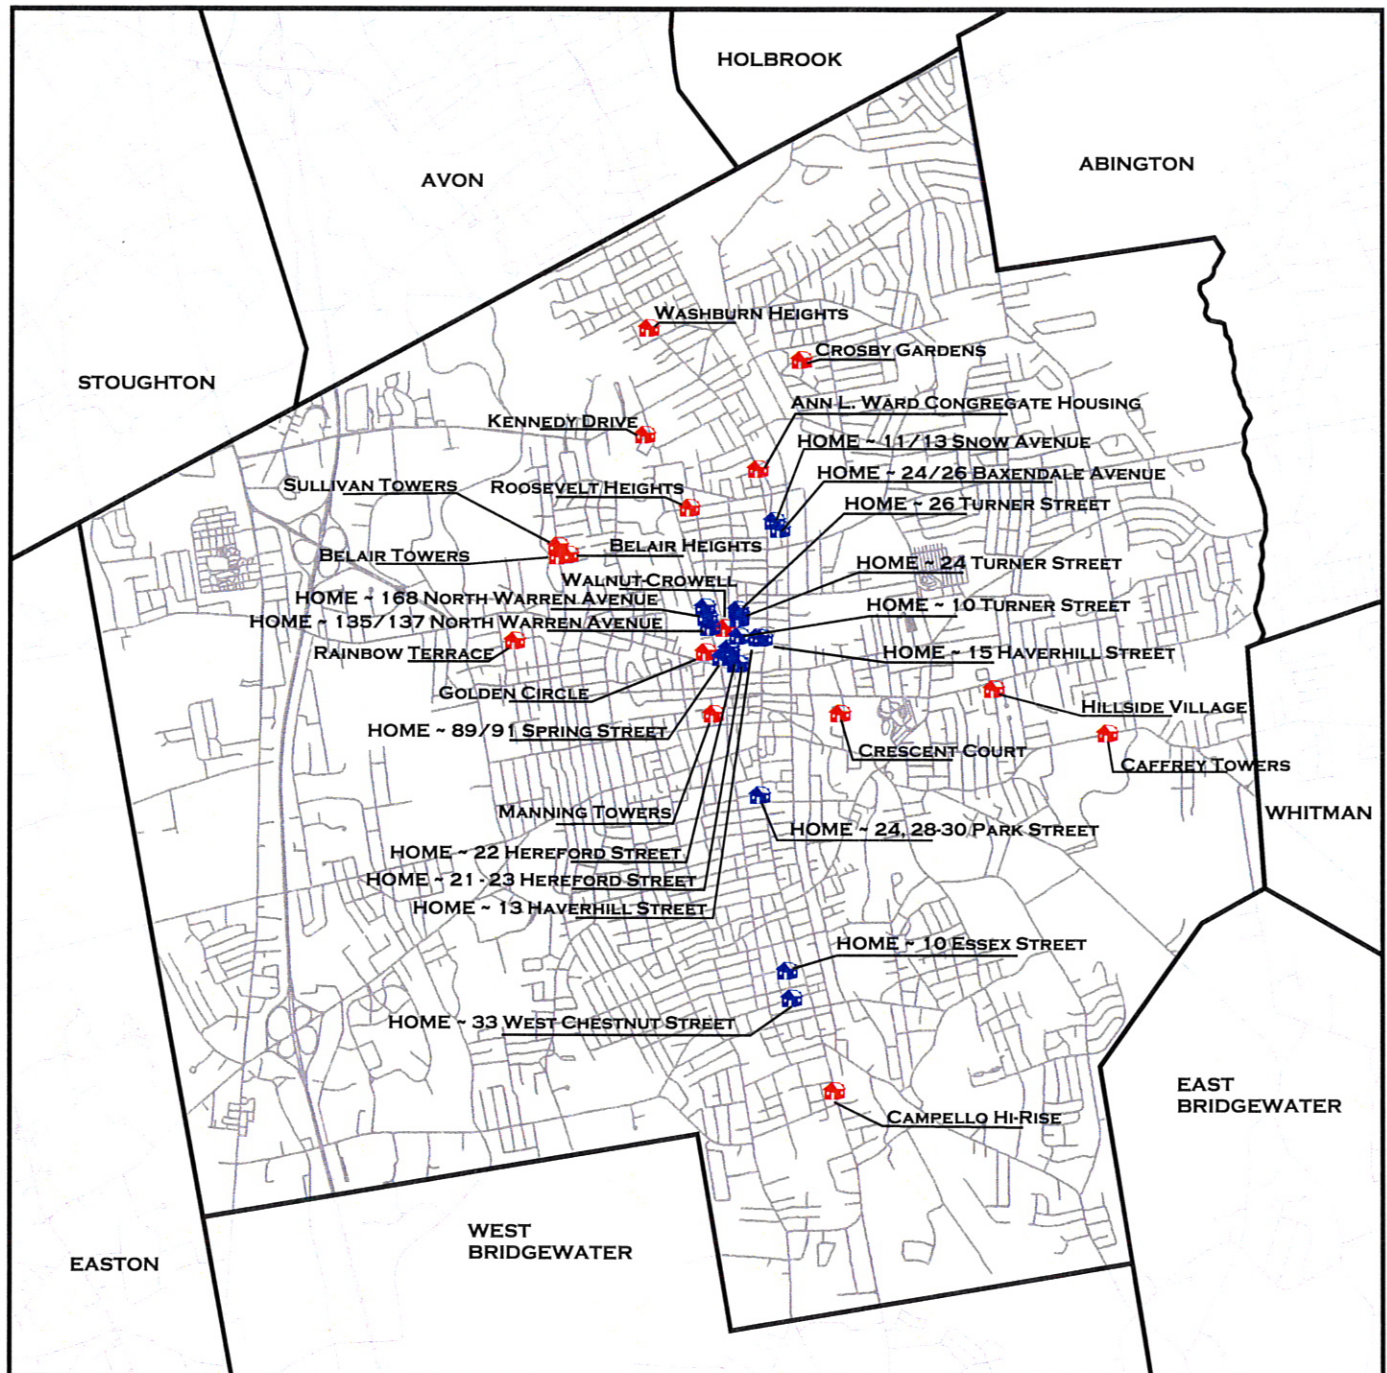 HOLBROOK
ABINGTON
AVON
WASHBURN HEIGHTS
CROSBY GARDENS
STOUGHTON
ANN L. WARD CONGREGATE HOUSING
KENNEDY DRIVE
HOME ~ 11/13 SNOW AVENUE
HOME ~ 24/26 BAXENDALE AVENUE
SULLIVAN TOWERS
ROOSEVELT HEIGHTS
HOME ~ 26 TURNER STREET
BELAIR HEIGHTS
BELAIR TOWERS
HOME ~ 24 TURNER STREET
WALNUT-CROWELL
HOME ~ 168 NORTH WARREN AVENUE
HOME ~ 10 TURNER STREET
HOME ~ 135/137 NORTH WARREN AVENUE
RAINBOW TERRACE
HOME ~ 15 HAVERHILL STREET
GOLDEN CIRCLE
HILLSIDE VILLAGE
HOME ~ 89/91 SPRING STREET
CRESCENT COURT
CAFFREY TOWERS
MANNING TOWERS
WHITMAN
HOME ~ 24, 28-30 PARK STREET
HOME ~ 22 HEREFORD STREET
HOME ~ 21 - 23 HEREFORD STREET
HOME ~ 13 HAVERHILL STREET
HOME ~ 10 ESSEX STREET
HOME ~ 33 WEST CHESTNUT STREET
EAST
BRIDGEWATER
CAMPELLO HI-RISE
WEST
BRIDGEWATER
EASTON